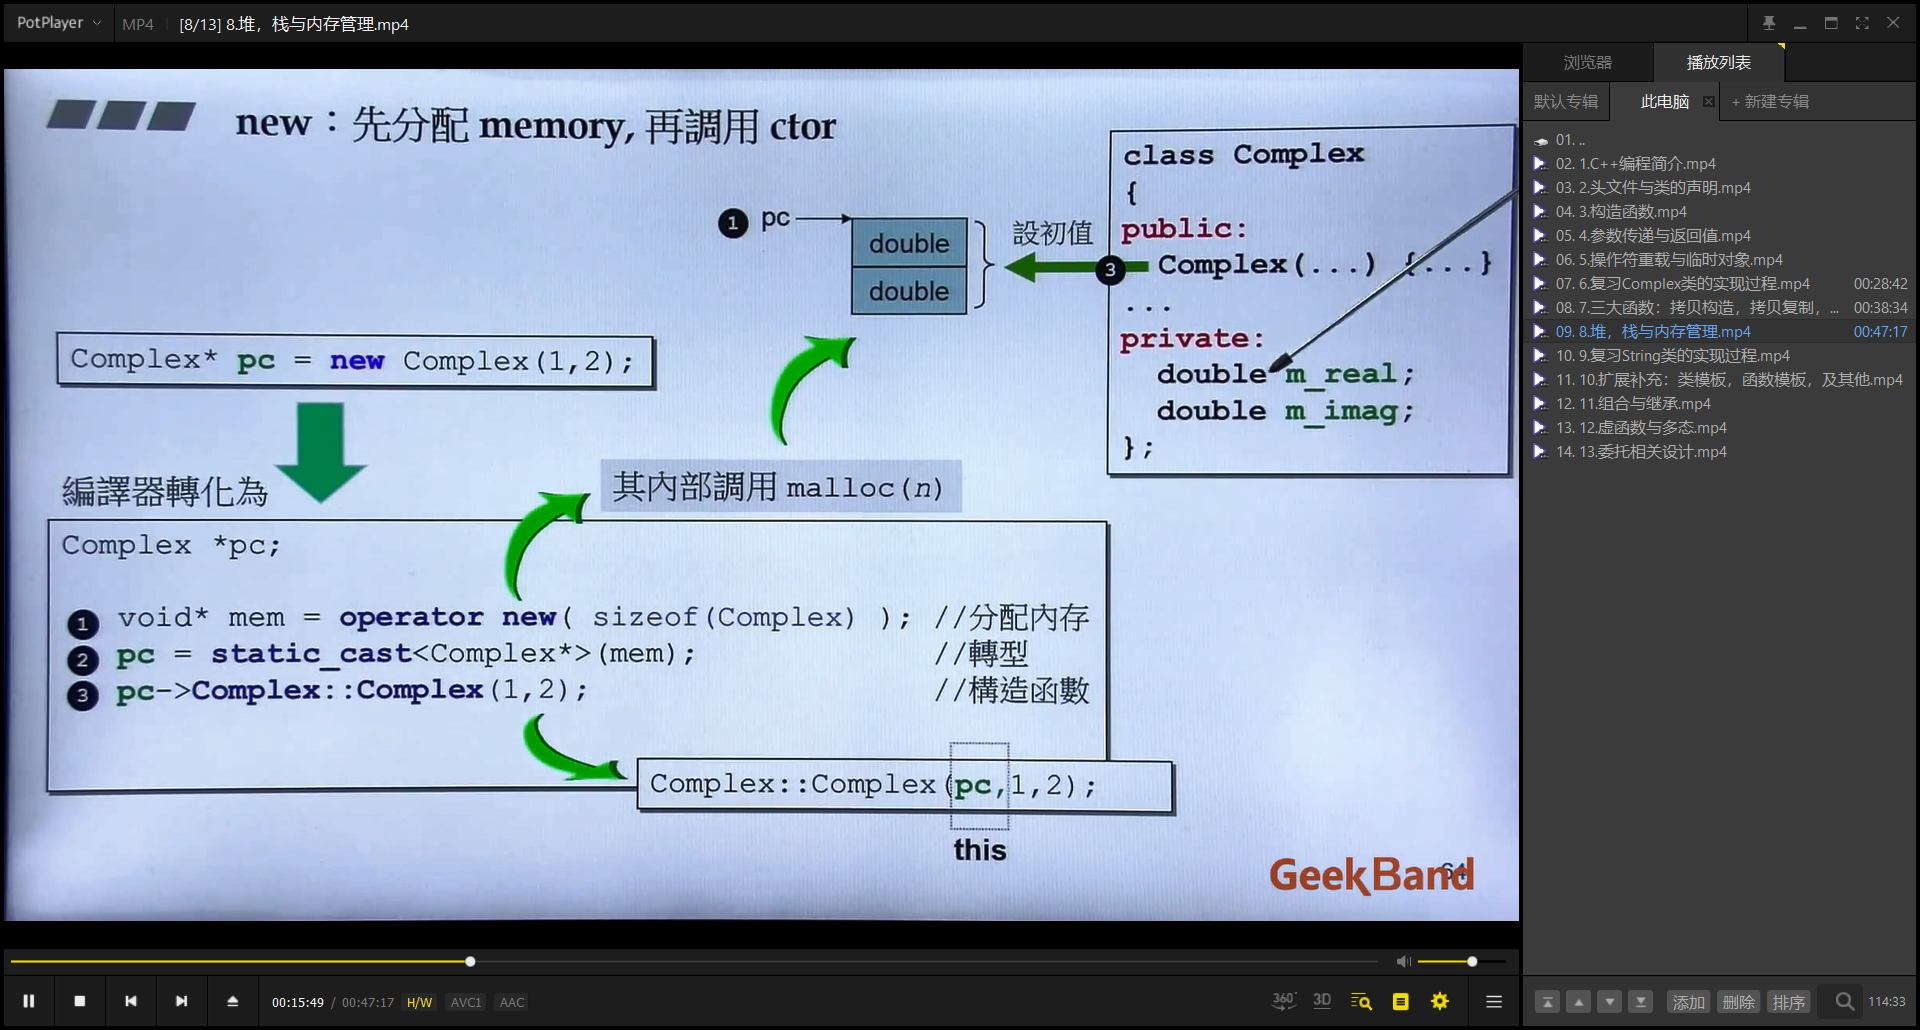 PotPlayer MP4 [8/13] 8.堆，栈与内存管理.mp4
new：先分配 memory, 再調用 ctor
1 pc
double
double
設初值
3
class Complex
{
public:
Complex(...) {...}
...
private:
double m_real;
double m_imag;
};
Complex* pc = new Complex(1,2);
編譯器轉化為
其內部調用 malloc(n)
Complex *pc;
1 void* mem = operator new( sizeof(Complex) ); //分配內存
2 pc = static_cast<Complex*>(mem); //轉型
3 pc->Complex::Complex(1,2); //構造函數
Complex::Complex(pc,1,2);
this
GeekBand
64
00:15:49 / 00:47:17 H/W AVC1 AAC
360° 3D
浏览器 播放列表
默认专辑 此电脑 + 新建专辑
01. ..
02. 1.C++编程简介.mp4
03. 2.头文件与类的声明.mp4
04. 3.构造函数.mp4
05. 4.参数传递与返回值.mp4
06. 5.操作符重载与临时对象.mp4
07. 6.复习Complex类的实现过程.mp4 00:28:42
08. 7.三大函数：拷贝构造，拷贝复制，... 00:38:34
09. 8.堆，栈与内存管理.mp4 00:47:17
10. 9.复习String类的实现过程.mp4
11. 10.扩展补充：类模板，函数模板，及其他.mp4
12. 11.组合与继承.mp4
13. 12.虚函数与多态.mp4
14. 13.委托相关设计.mp4
添加 删除 排序 114:33